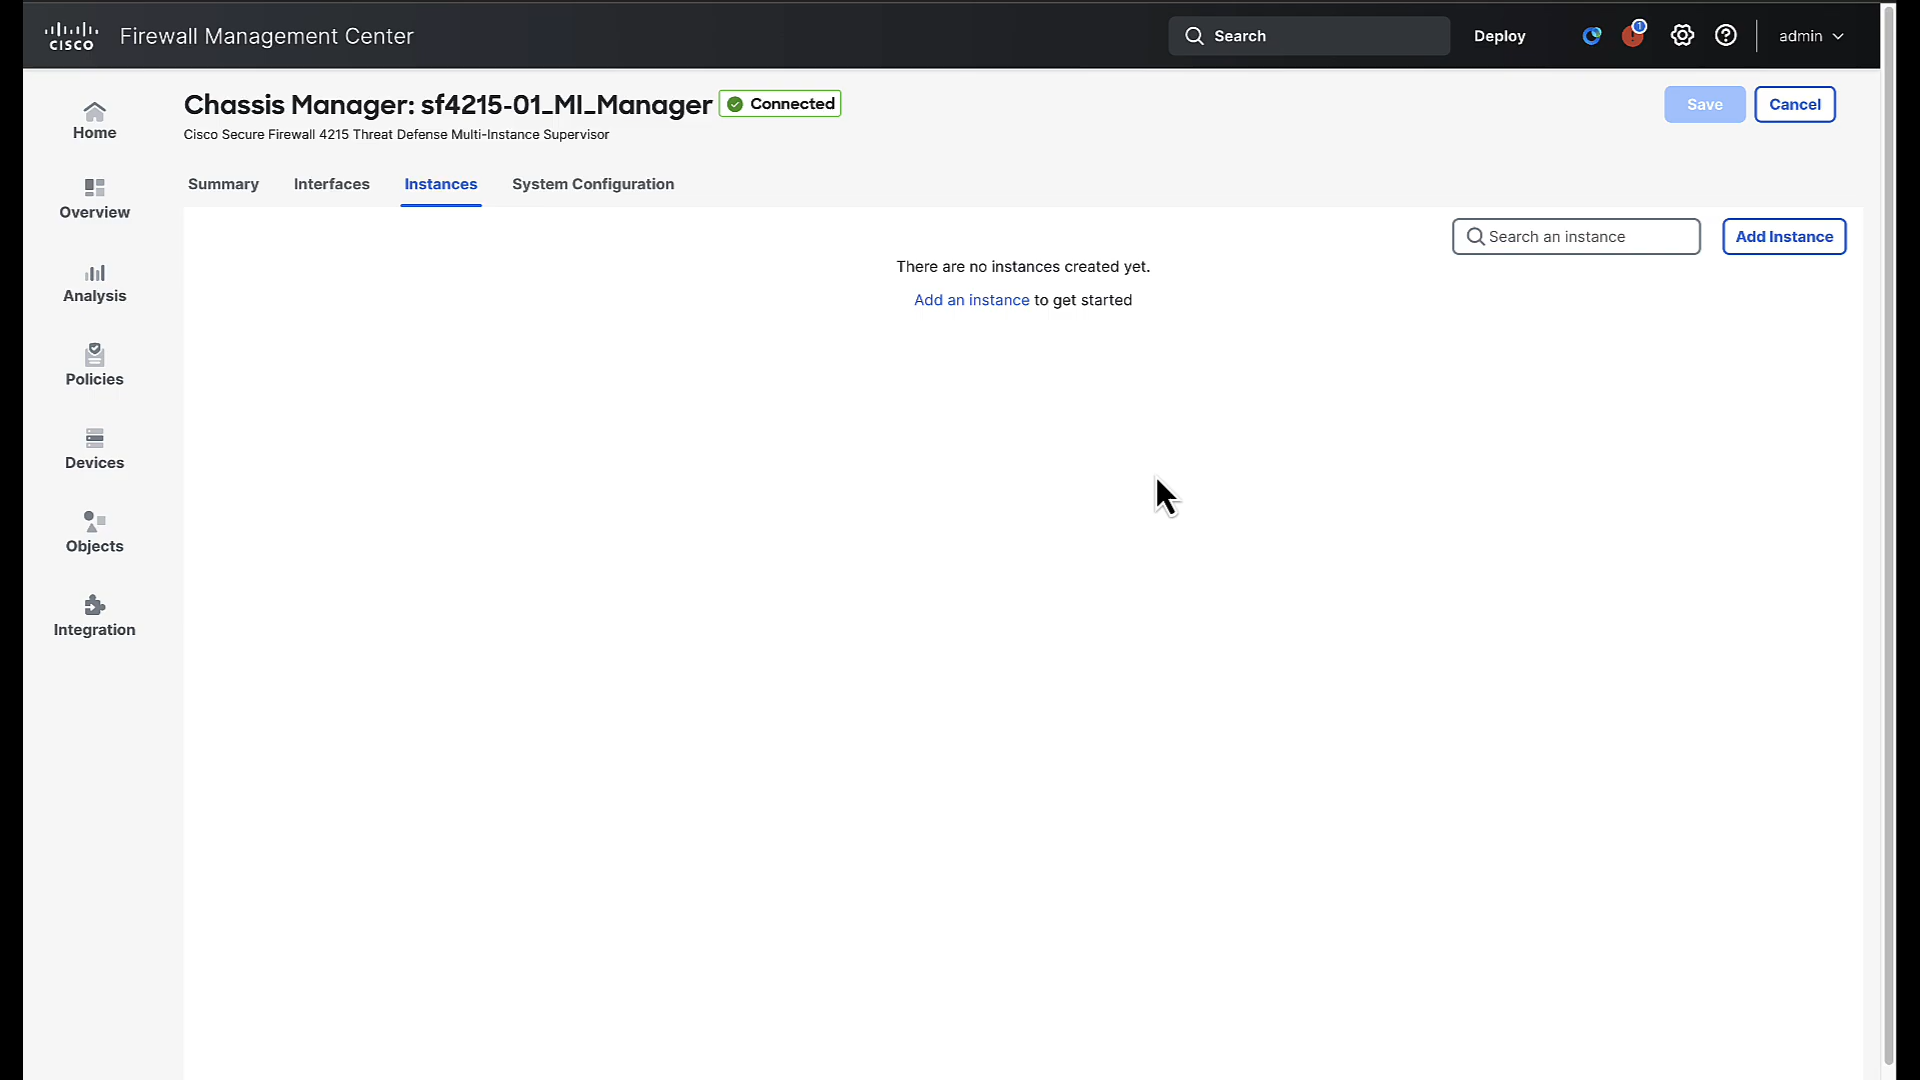 CISCO
Firewall Management Center
Search
Deploy
1
admin
Home
Overview
Analysis
Policies
Devices
Objects
Integration
Chassis Manager: sf4215-01_MI_Manager
Connected
Cisco Secure Firewall 4215 Threat Defense Multi-Instance Supervisor
Save
Cancel
Summary
Interfaces
Instances
System Configuration
Search an instance
Add Instance
There are no instances created yet.
Add an instance to get started